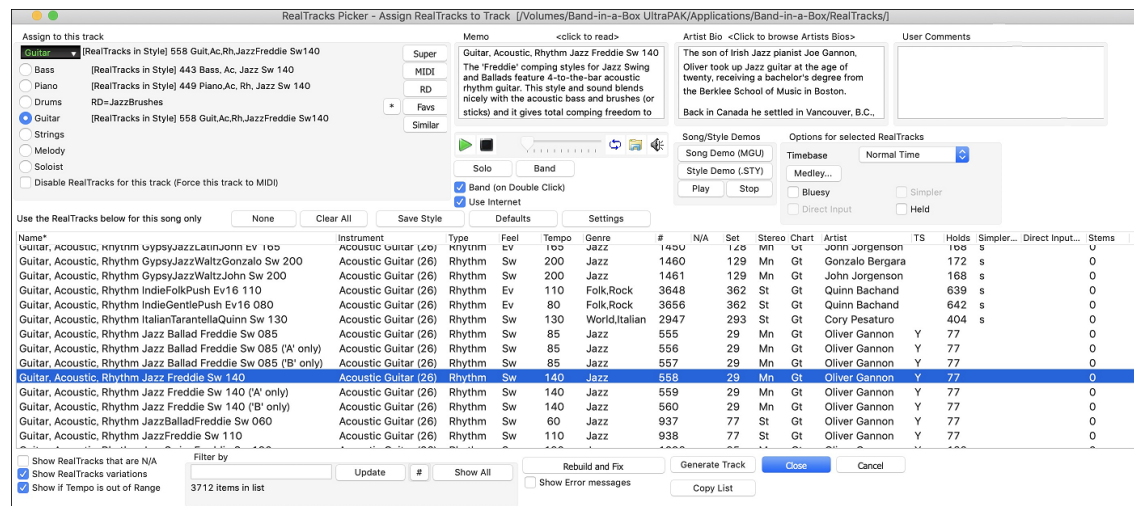 RealTracks Picker - Assign RealTracks to Track [/Volumes/Band-in-a-Box UltraPAK/Applications/Band-in-a-Box/RealTracks/]
Assign to this track
Guitar [RealTracks in Style] 558 Guit,Ac,Rh,JazzFreddie Sw140
Bass [RealTracks in Style] 443 Bass, Ac, Jazz Sw 140
Piano [RealTracks in Style] 449 Piano,Ac, Rh, Jazz Sw 140
Drums RD=JazzBrushes
Guitar [RealTracks in Style] 558 Guit,Ac,Rh,JazzFreddie Sw140
Strings
Melody
Soloist
Disable RealTracks for this track (Force this track to MIDI)
Super
MIDI
RD
* Favs
Similar
Memo <click to read>
Guitar, Acoustic, Rhythm Jazz Freddie Sw 140
The 'Freddie' comping styles for Jazz Swing
and Ballads feature 4-to-the-bar acoustic
rhythm guitar. This style and sound blends
nicely with the acoustic bass and brushes (or
sticks) and it gives total comping freedom to
Artist Bio <Click to browse Artists Bios>
The son of Irish Jazz pianist Joe Gannon,
Oliver took up Jazz guitar at the age of
twenty, receiving a bachelor's degree from
the Berklee School of Music in Boston.
Back in Canada he settled in Vancouver, B.C.,
User Comments
Solo Band
Band (on Double Click)
Use Internet
Song/Style Demos
Song Demo (MGU)
Style Demo (.STY)
Play Stop
Options for selected RealTracks
Timebase Normal Time
Medley...
Bluesy Simpler
Direct Input Held
Use the RealTracks below for this song only None Clear All Save Style Defaults Settings
Name* Instrument Type Feel Tempo Genre # N/A Set Stereo Chart Artist TS Holds Simpler... Direct Input... Stems
Guitar, Acoustic, Rhythm GypsyJazzLatinJohn Ev 165 Acoustic Guitar (26) Rhythm Ev 165 Jazz 1450 128 Mn Gt John Jorgenson 168 s 0
Guitar, Acoustic, Rhythm GypsyJazzWaltzGonzalo Sw 200 Acoustic Guitar (26) Rhythm Sw 200 Jazz 1460 129 Mn Gt Gonzalo Bergara 172 s 0
Guitar, Acoustic, Rhythm GypsyJazzWaltzJohn Sw 200 Acoustic Guitar (26) Rhythm Sw 200 Jazz 1461 129 Mn Gt John Jorgenson 168 s 0
Guitar, Acoustic, Rhythm IndieFolkPush Ev16 110 Acoustic Guitar (26) Rhythm Ev 110 Folk,Rock 3648 362 St Gt Quinn Bachand 639 s 0
Guitar, Acoustic, Rhythm IndieGentlePush Ev16 080 Acoustic Guitar (26) Rhythm Ev 80 Folk,Rock 3656 362 St Gt Quinn Bachand 642 s 0
Guitar, Acoustic, Rhythm ItalianTarantellaQuinn Sw 130 Acoustic Guitar (26) Rhythm Sw 130 World,Italian 2947 293 St Gt Cory Pesaturo 404 s 0
Guitar, Acoustic, Rhythm Jazz Ballad Freddie Sw 085 Acoustic Guitar (26) Rhythm Sw 85 Jazz 555 29 Mn Gt Oliver Gannon Y 77 0
Guitar, Acoustic, Rhythm Jazz Ballad Freddie Sw 085 ('A' only) Acoustic Guitar (26) Rhythm Sw 85 Jazz 556 29 Mn Gt Oliver Gannon Y 77 0
Guitar, Acoustic, Rhythm Jazz Ballad Freddie Sw 085 ('B' only) Acoustic Guitar (26) Rhythm Sw 85 Jazz 557 29 Mn Gt Oliver Gannon Y 77 0
Guitar, Acoustic, Rhythm Jazz Freddie Sw 140 Acoustic Guitar (26) Rhythm Sw 140 Jazz 558 29 Mn Gt Oliver Gannon Y 77 0
Guitar, Acoustic, Rhythm Jazz Freddie Sw 140 ('A' only) Acoustic Guitar (26) Rhythm Sw 140 Jazz 559 29 Mn Gt Oliver Gannon Y 77 0
Guitar, Acoustic, Rhythm Jazz Freddie Sw 140 ('B' only) Acoustic Guitar (26) Rhythm Sw 140 Jazz 560 29 Mn Gt Oliver Gannon Y 77 0
Guitar, Acoustic, Rhythm JazzBalladFreddie Sw 060 Acoustic Guitar (26) Rhythm Sw 60 Jazz 937 77 St Gt Oliver Gannon Y 77 0
Guitar, Acoustic, Rhythm JazzFreddie Sw 110 Acoustic Guitar (26) Rhythm Sw 110 Jazz 938 77 St Gt Oliver Gannon Y 77 0
Show RealTracks that are N/A
Show RealTracks variations
Show if Tempo is out of Range
Filter by
Update # Show All
3712 items in list
Rebuild and Fix
Show Error messages
Generate Track Close Cancel
Copy List